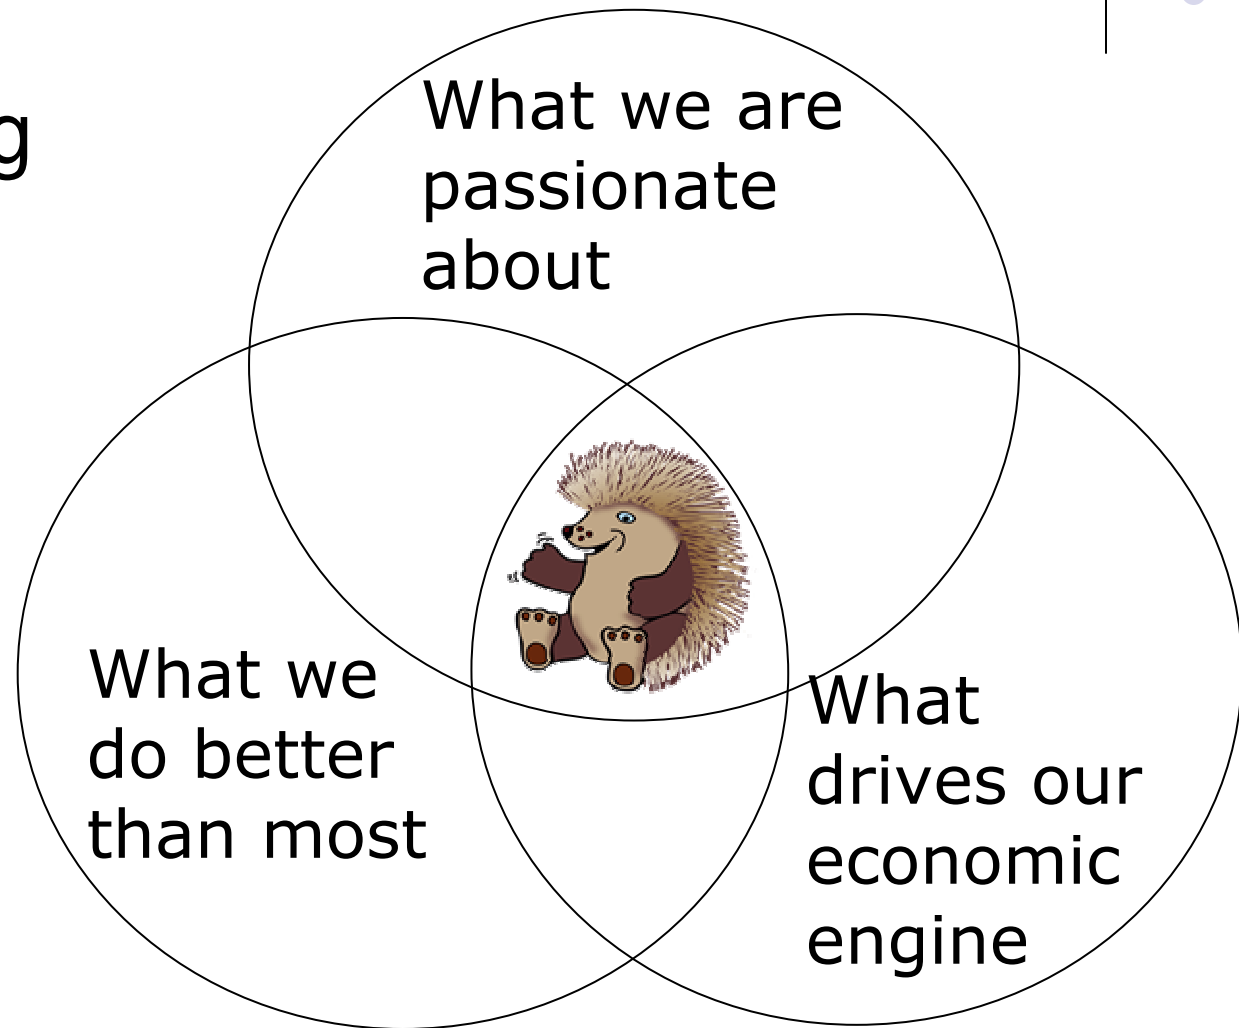 g
What we are
passionate
about
What we
do better
than most
What
drives our
economic
engine